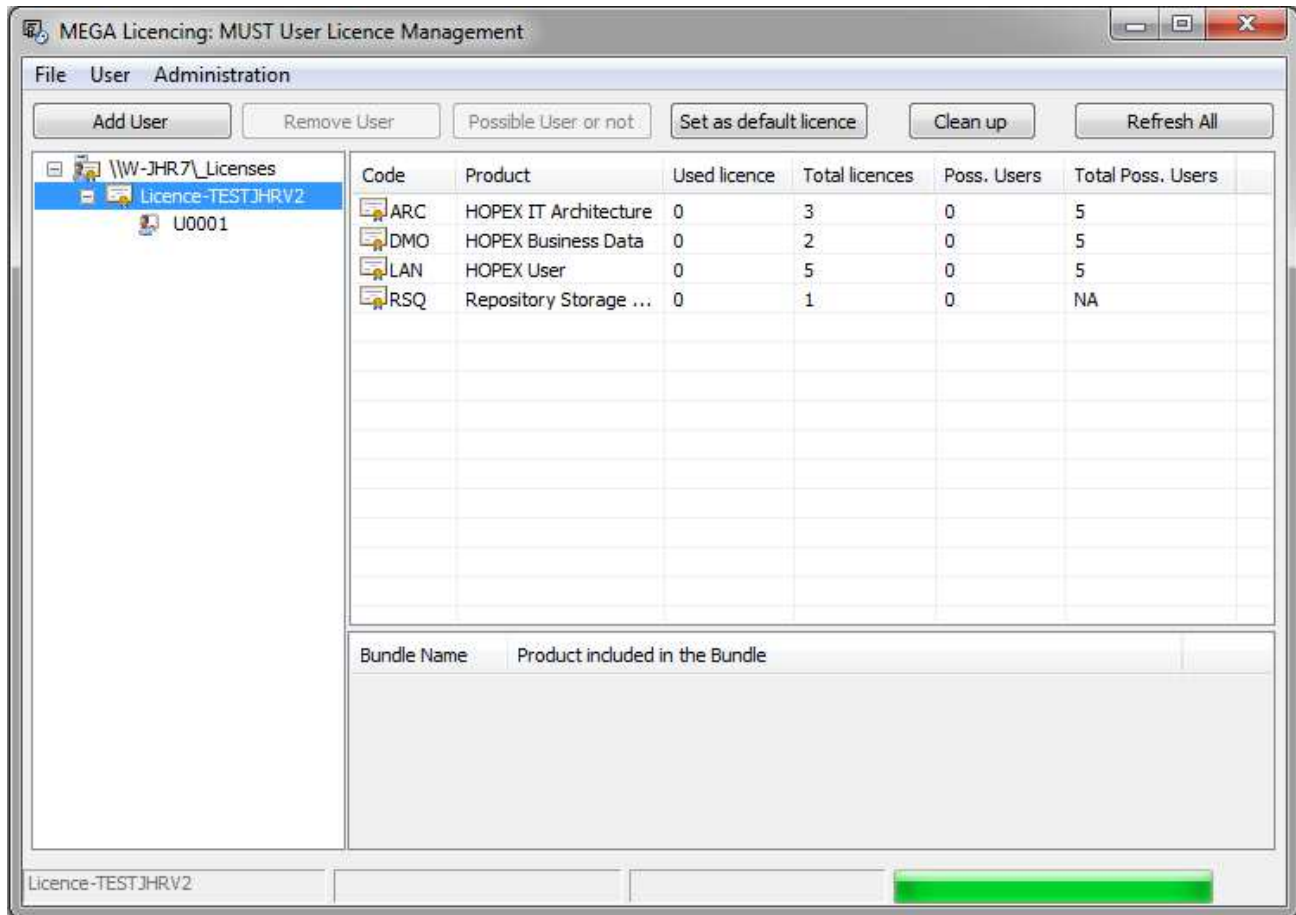 MEGA Licencing: MUST User Licence Management
File User Administration
Add User Remove User Possible User or not Set as default licence Clean up Refresh All
\\W-JHR7\_Licenses
Licence-TESTJHRV2
U0001
Code Product Used licence Total licences Poss. Users Total Poss. Users
ARC HOPEX IT Architecture 0 3 0 5
DMO HOPEX Business Data 0 2 0 5
LAN HOPEX User 0 5 0 5
RSQ Repository Storage ... 0 1 0 NA
Bundle Name Product included in the Bundle
Licence-TESTJHRV2